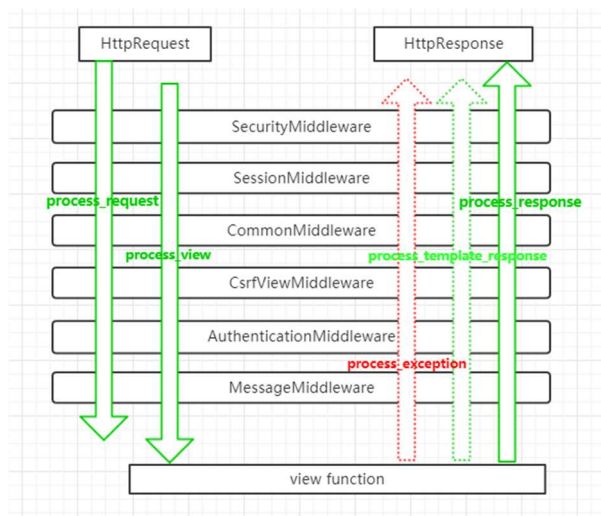 HttpRequest
HttpResponse
SecurityMiddleware
SessionMiddleware
process_request
process_response
CommonMiddleware
process_view
process_template_response
CsrfViewMiddleware
AuthenticationMiddleware
process_exception
MessageMiddleware
view function